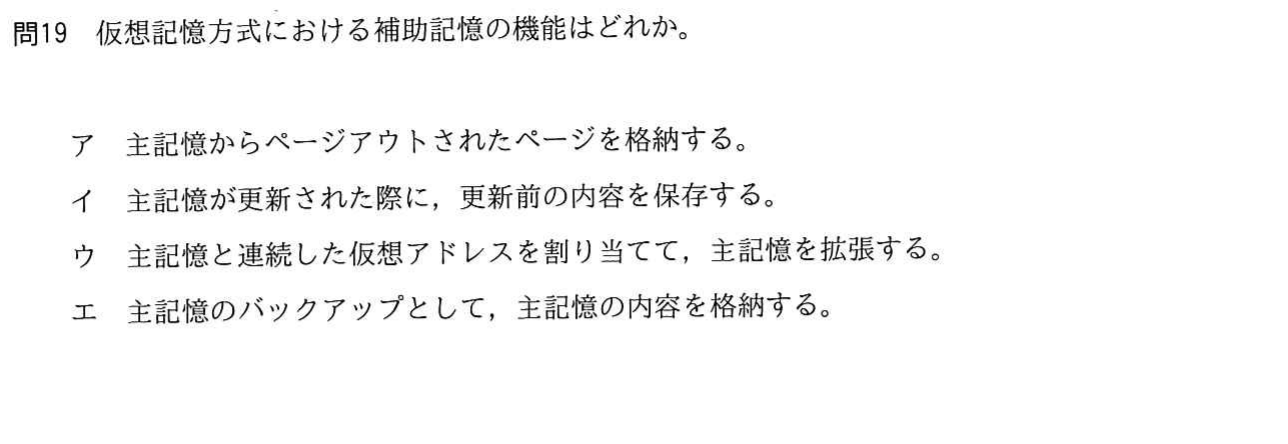 問19 仮想記憶方式における補助記憶の機能はどれか。
ア 主記憶からページアウトされたページを格納する。
イ 主記憶が更新された際に，更新前の内容を保存する。
ウ 主記憶と連続した仮想アドレスを割り当てて，主記憶を拡張する。
エ 主記憶のバックアップとして，主記憶の内容を格納する。